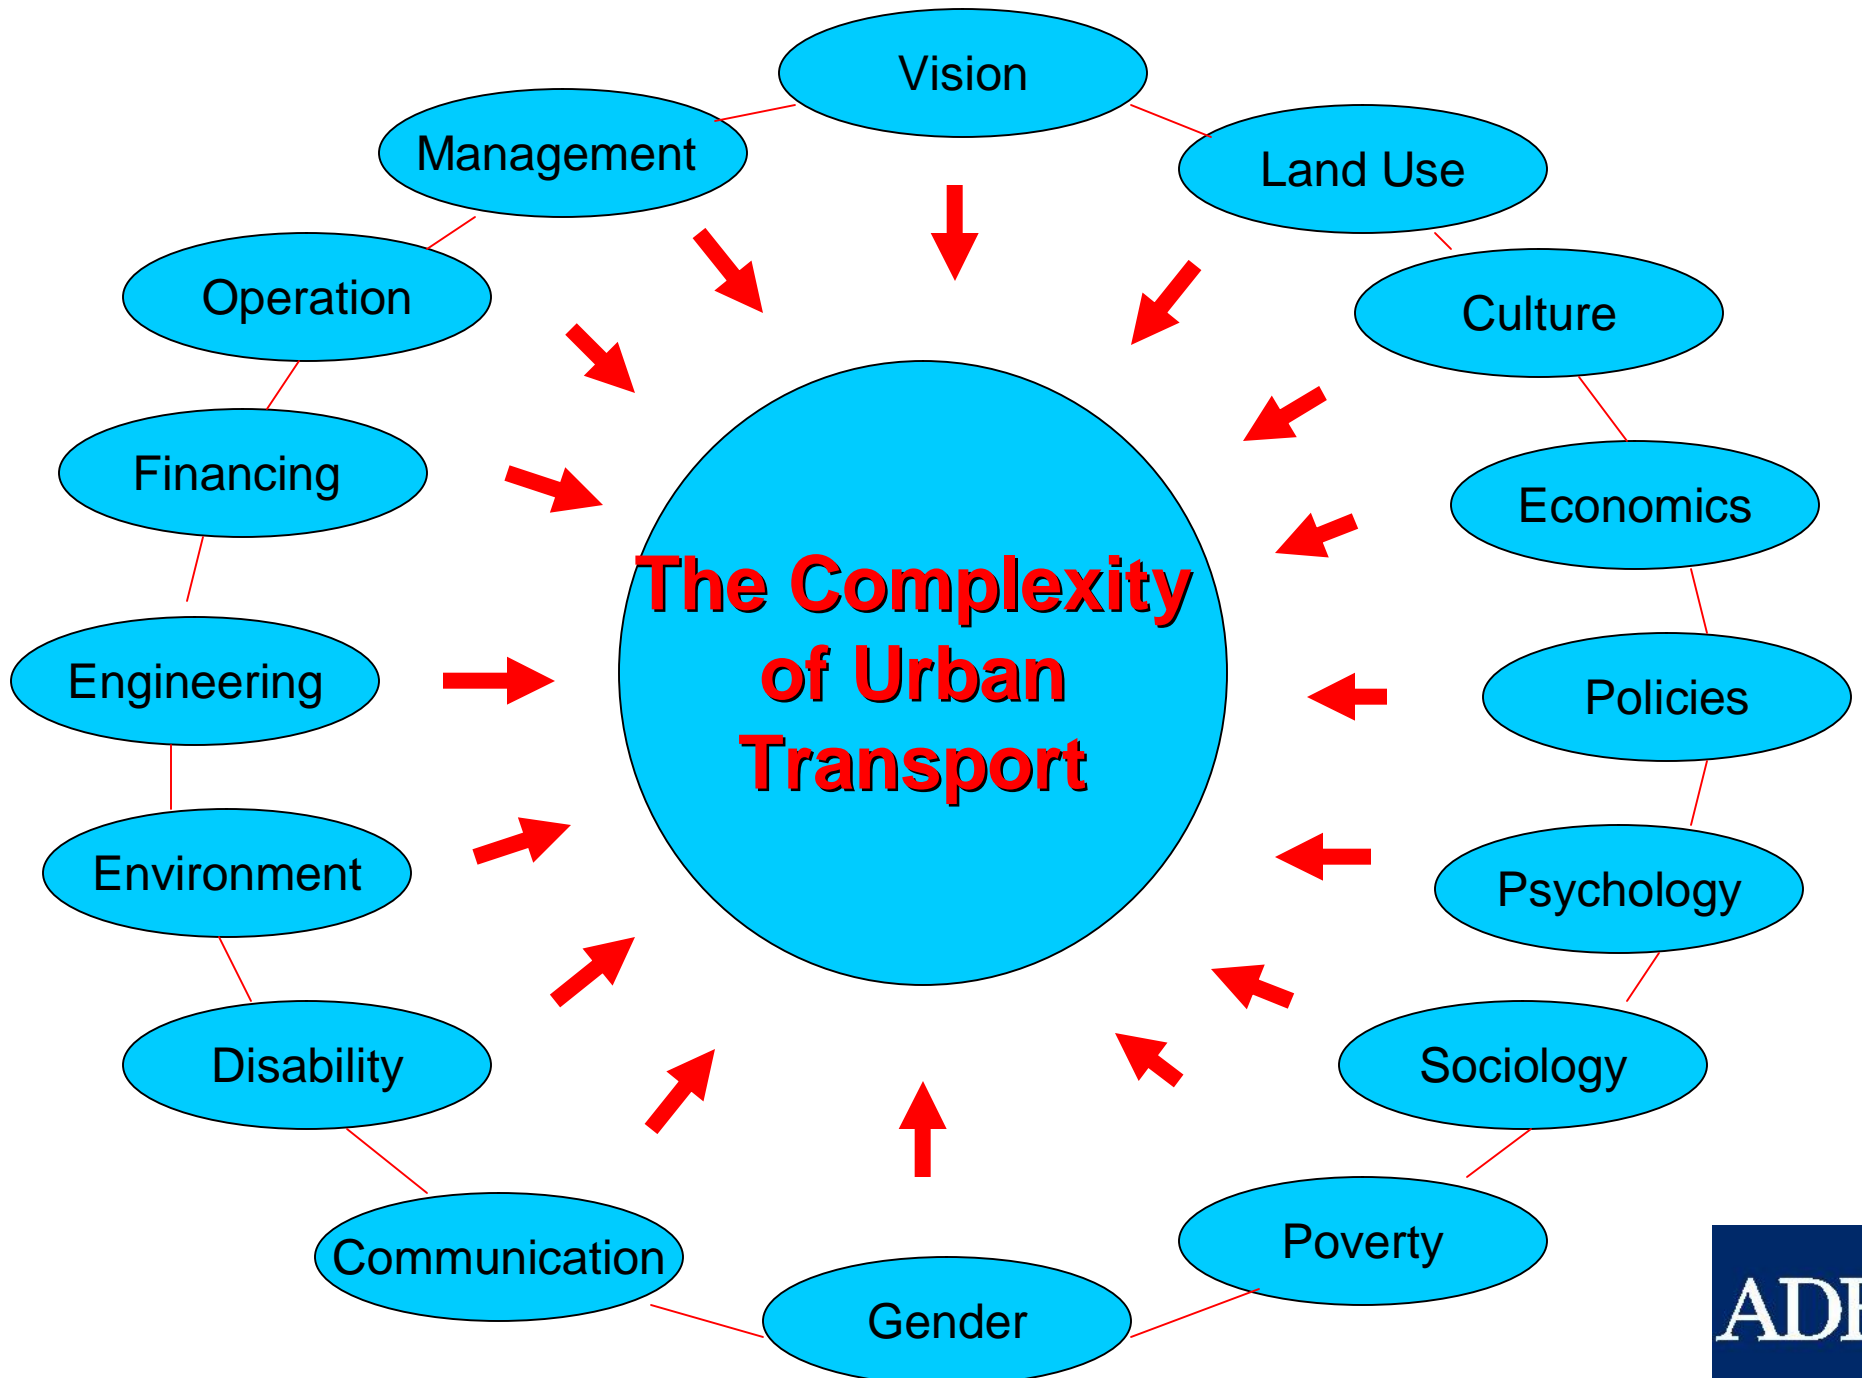 Vision
Management
Land Use
Operation
Culture
Financing
Economics
The Complexity
of Urban
Transport
Engineering
Policies
Environment
Psychology
Disability
Sociology
Communication
Poverty
Gender
ADB